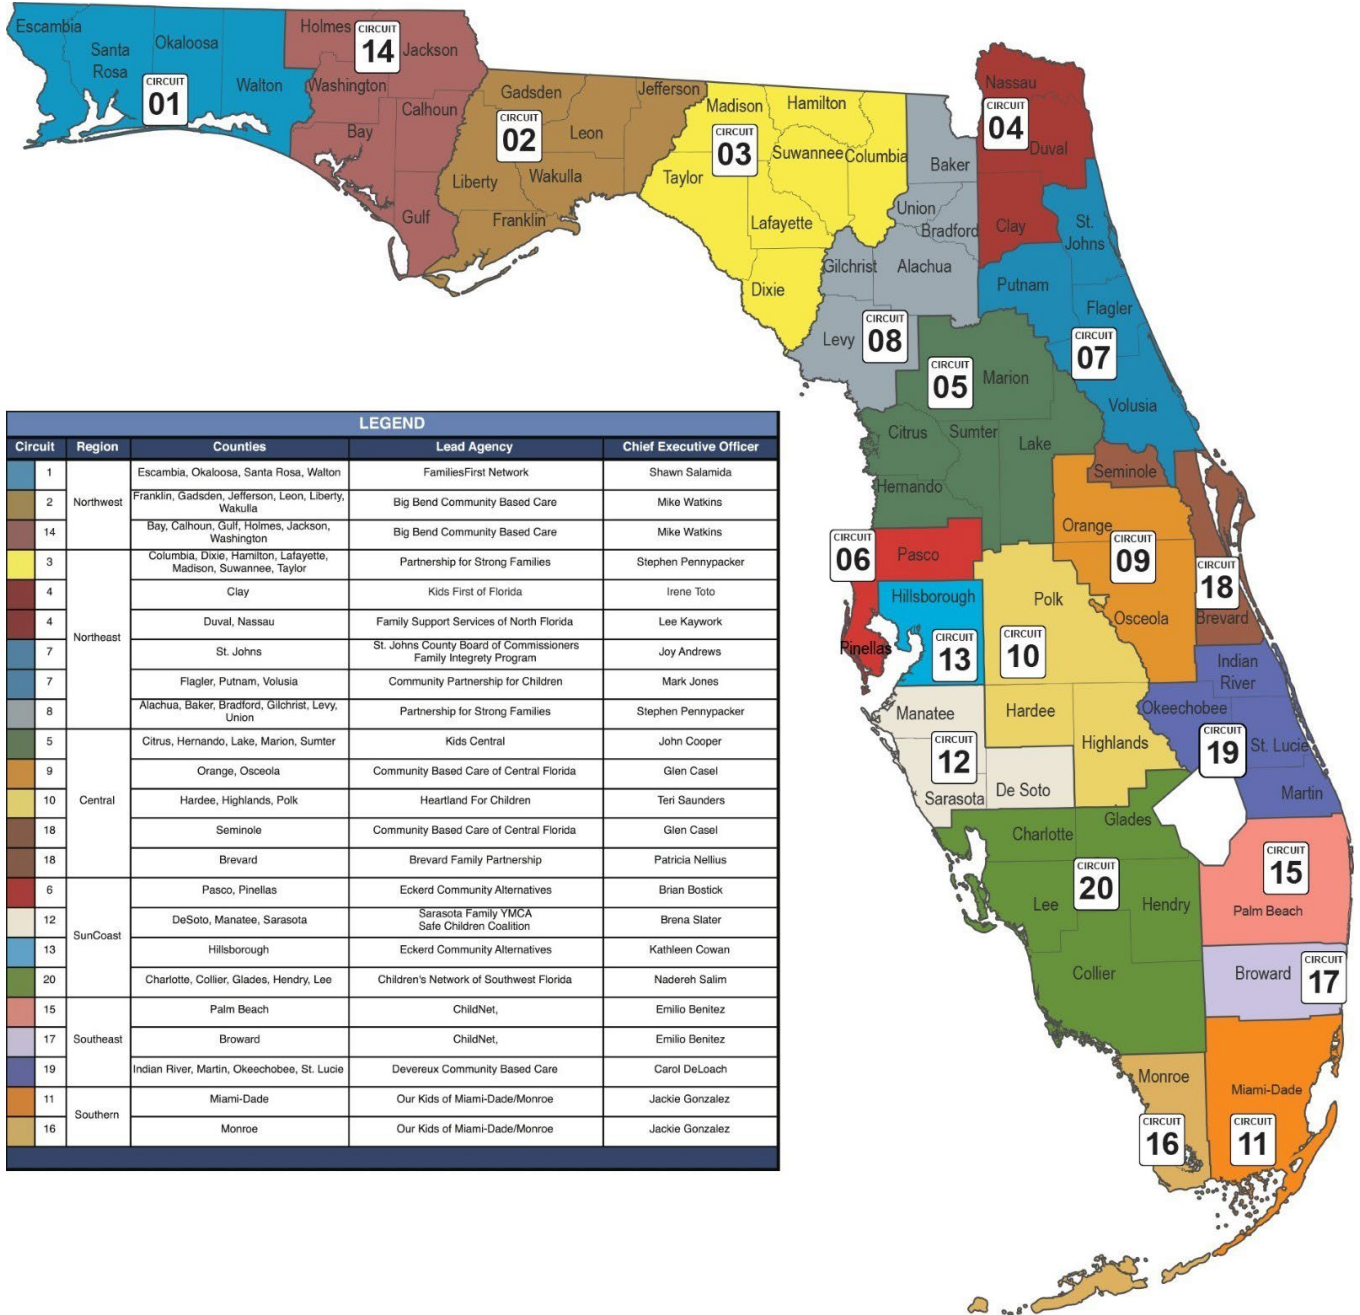 Escambia
Santa
Rosa
Okaloosa
Walton
CIRCUIT
01
Holmes
CIRCUIT
14
Jackson
Washington
Calhoun
Bay
Gulf
Gadsden
Jefferson
CIRCUIT
02
Leon
Liberty
Wakulla
Franklin
Madison
Hamilton
CIRCUIT
03
Suwannee
Columbia
Taylor
Lafayette
Dixie
Nassau
CIRCUIT
04
Duval
Clay
Baker
Union
Bradford
Gilchrist
Alachua
Levy
CIRCUIT
08
St.
Johns
Putnam
Flagler
CIRCUIT
07
Volusia
CIRCUIT
05
Marion
Citrus
Sumter
Lake
Hernando
Seminole
Orange
CIRCUIT
09
Osceola
CIRCUIT
18
Brevard
CIRCUIT
06
Pasco
Pinellas
Hillsborough
CIRCUIT
13
Polk
CIRCUIT
10
Hardee
Highlands
Manatee
CIRCUIT
12
Sarasota
De Soto
Indian
River
Okeechobee
CIRCUIT
19
St. Lucie
Martin
Charlotte
Glades
CIRCUIT
20
Lee
Hendry
Collier
CIRCUIT
15
Palm Beach
Broward
CIRCUIT
17
Monroe
CIRCUIT
16
Miami-Dade
CIRCUIT
11
LEGEND
Circuit Region Counties Lead Agency Chief Executive Officer
1 Northwest Escambia, Okaloosa, Santa Rosa, Walton FamiliesFirst Network Shawn Salamida
2 Franklin, Gadsden, Jefferson, Leon, Liberty,
Wakulla Big Bend Community Based Care Mike Watkins
14 Bay, Calhoun, Gulf, Holmes, Jackson,
Washington Big Bend Community Based Care Mike Watkins
3 Northeast Columbia, Dixie, Hamilton, Lafayette,
Madison, Suwannee, Taylor Partnership for Strong Families Stephen Pennypacker
4 Clay Kids First of Florida Irene Toto
4 Duval, Nassau Family Support Services of North Florida Lee Kaywork
7 St. Johns St. Johns County Board of Commissioners
Family Integrety Program Joy Andrews
7 Flagler, Putnam, Volusia Community Partnership for Children Mark Jones
8 Alachua, Baker, Bradford, Gilchrist, Levy,
Union Partnership for Strong Families Stephen Pennypacker
5 Central Citrus, Hernando, Lake, Marion, Sumter Kids Central John Cooper
9 Orange, Osceola Community Based Care of Central Florida Glen Casel
10 Hardee, Highlands, Polk Heartland For Children Teri Saunders
18 Seminole Community Based Care of Central Florida Glen Casel
18 Brevard Brevard Family Partnership Patricia Nellius
6 SunCoast Pasco, Pinellas Eckerd Community Alternatives Brian Bostick
12 DeSoto, Manatee, Sarasota Sarasota Family YMCA
Safe Children Coalition Brena Slater
13 Hillsborough Eckerd Community Alternatives Kathleen Cowan
20 Charlotte, Collier, Glades, Hendry, Lee Children's Network of Southwest Florida Nadereh Salim
15 Southeast Palm Beach ChildNet, Emilio Benitez
17 Broward ChildNet, Emilio Benitez
19 Indian River, Martin, Okeechobee, St. Lucie Devereux Community Based Care Carol DeLoach
11 Southern Miami-Dade Our Kids of Miami-Dade/Monroe Jackie Gonzalez
16 Monroe Our Kids of Miami-Dade/Monroe Jackie Gonzalez